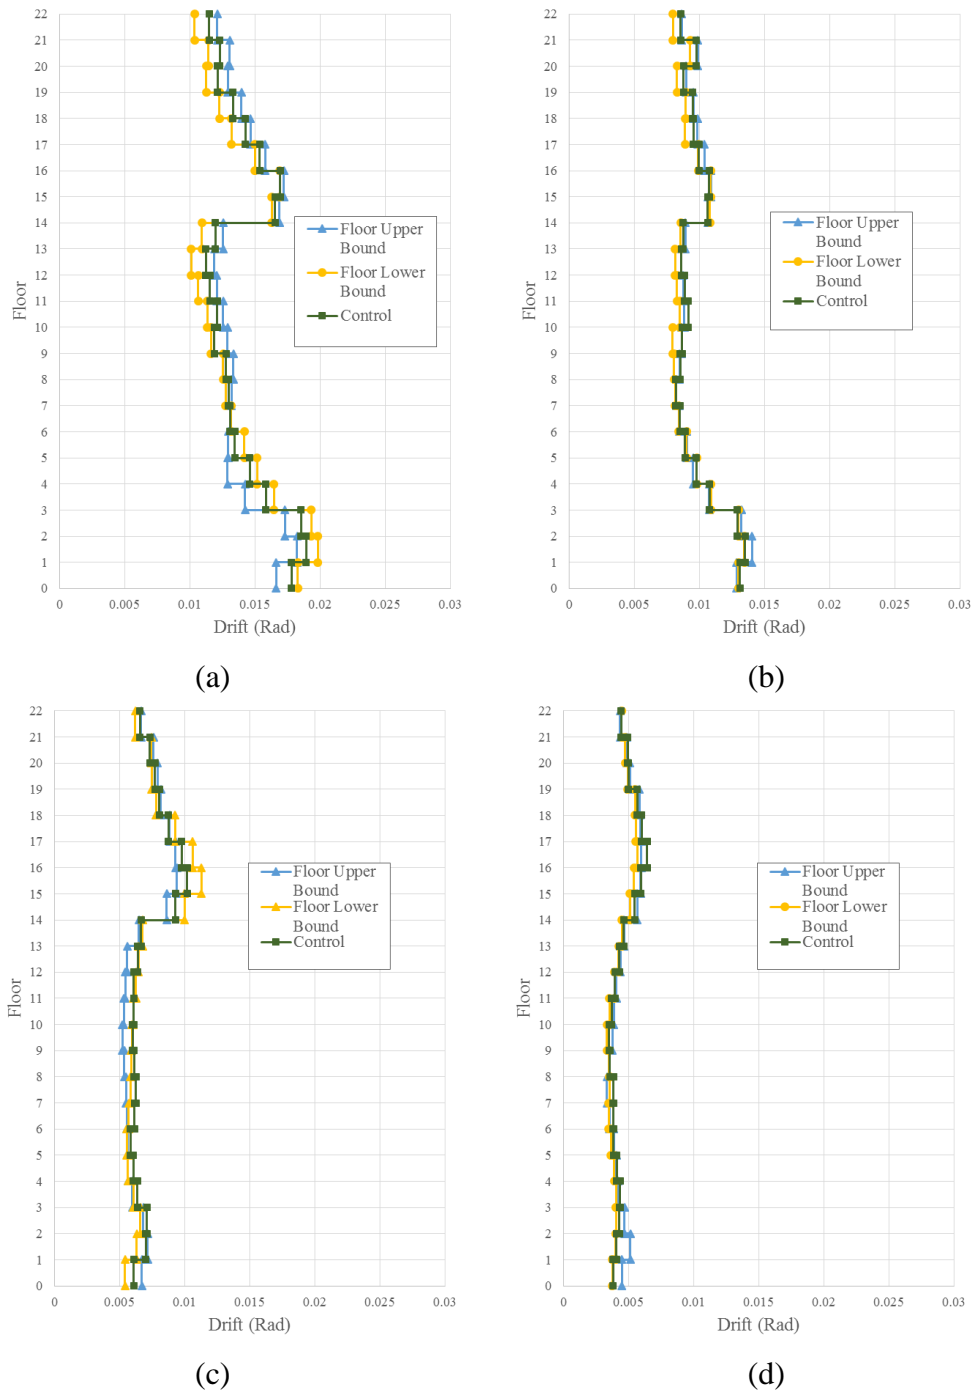 22
21
20
19
18
17
16
15
14
13
12
11
10
9
8
7
6
5
4
3
2
1
0
Floor
0 0.005 0.01 0.015 0.02 0.025 0.03
Drift (Rad)
Floor Upper
Bound
Floor Lower
Bound
Control
(a)
22
21
20
19
18
17
16
15
14
13
12
11
10
9
8
7
6
5
4
3
2
1
0
Floor
0 0.005 0.01 0.015 0.02 0.025 0.03
Drift (Rad)
Floor Upper
Bound
Floor Lower
Bound
Control
(b)
22
21
20
19
18
17
16
15
14
13
12
11
10
9
8
7
6
5
4
3
2
1
0
Floor
0 0.005 0.01 0.015 0.02 0.025 0.03
Drift (Rad)
Floor Upper
Bound
Floor Lower
Bound
Control
(c)
22
21
20
19
18
17
16
15
14
13
12
11
10
9
8
7
6
5
4
3
2
1
0
Floor
0 0.005 0.01 0.015 0.02 0.025 0.03
Drift (Rad)
Floor Upper
Bound
Floor Lower
Bound
Control
(d)